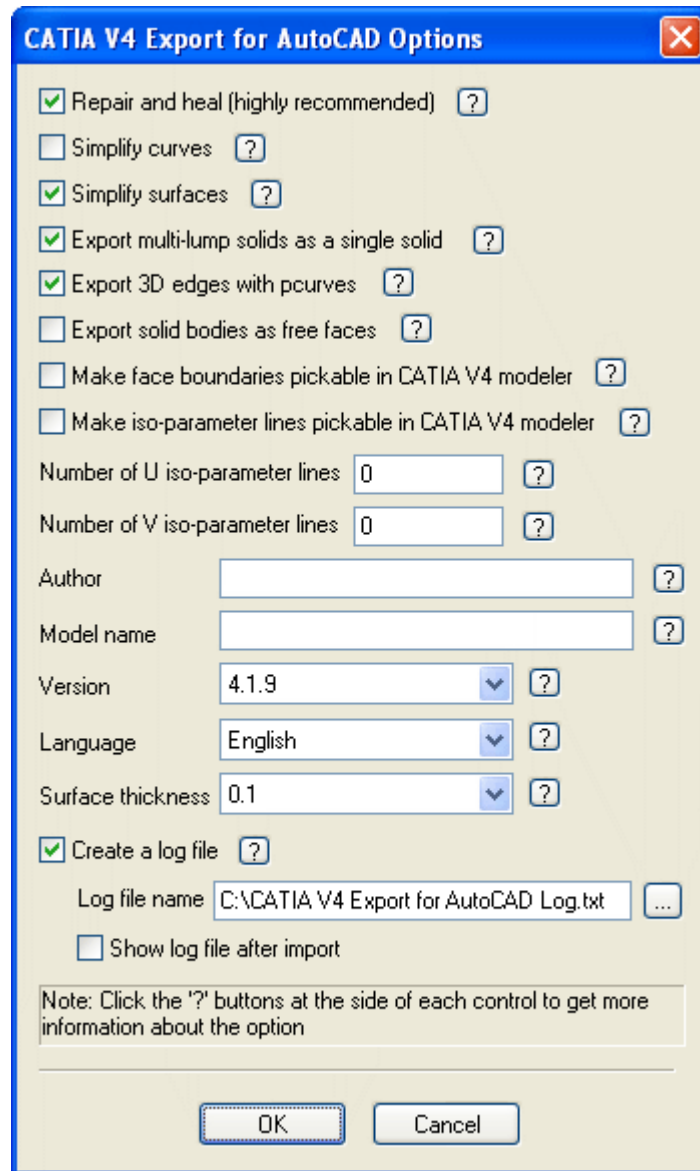 CATIA V4 Export for AutoCAD Options
Repair and heal (highly recommended) ?
Simplify curves ?
Simplify surfaces ?
Export multi-lump solids as a single solid ?
Export 3D edges with pcurves ?
Export solid bodies as free faces ?
Make face boundaries pickable in CATIA V4 modeler ?
Make iso-parameter lines pickable in CATIA V4 modeler ?
Number of U iso-parameter lines 0 ?
Number of V iso-parameter lines 0 ?
Author ?
Model name ?
Version 4.1.9 ?
Language English ?
Surface thickness 0.1 ?
Create a log file ?
Log file name C:\CATIA V4 Export for AutoCAD Log.txt ...
Show log file after import
Note: Click the '?' buttons at the side of each control to get more
information about the option
OK Cancel